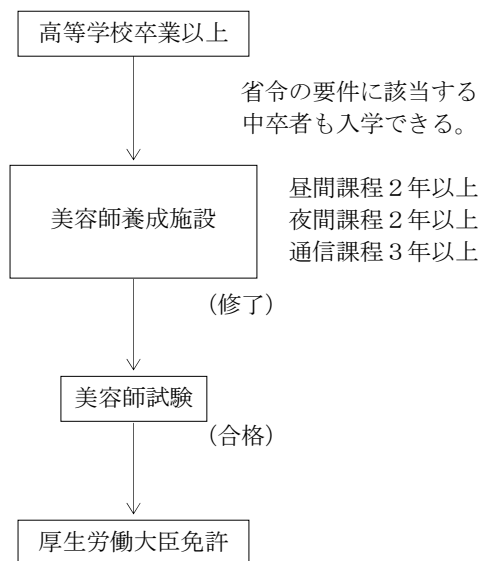 高等学校卒業以上
省令の要件に該当する
中卒者も入学できる。
美容師養成施設
昼間課程２年以上
夜間課程２年以上
通信課程３年以上
(修了)
美容師試験
(合格)
厚生労働大臣免許